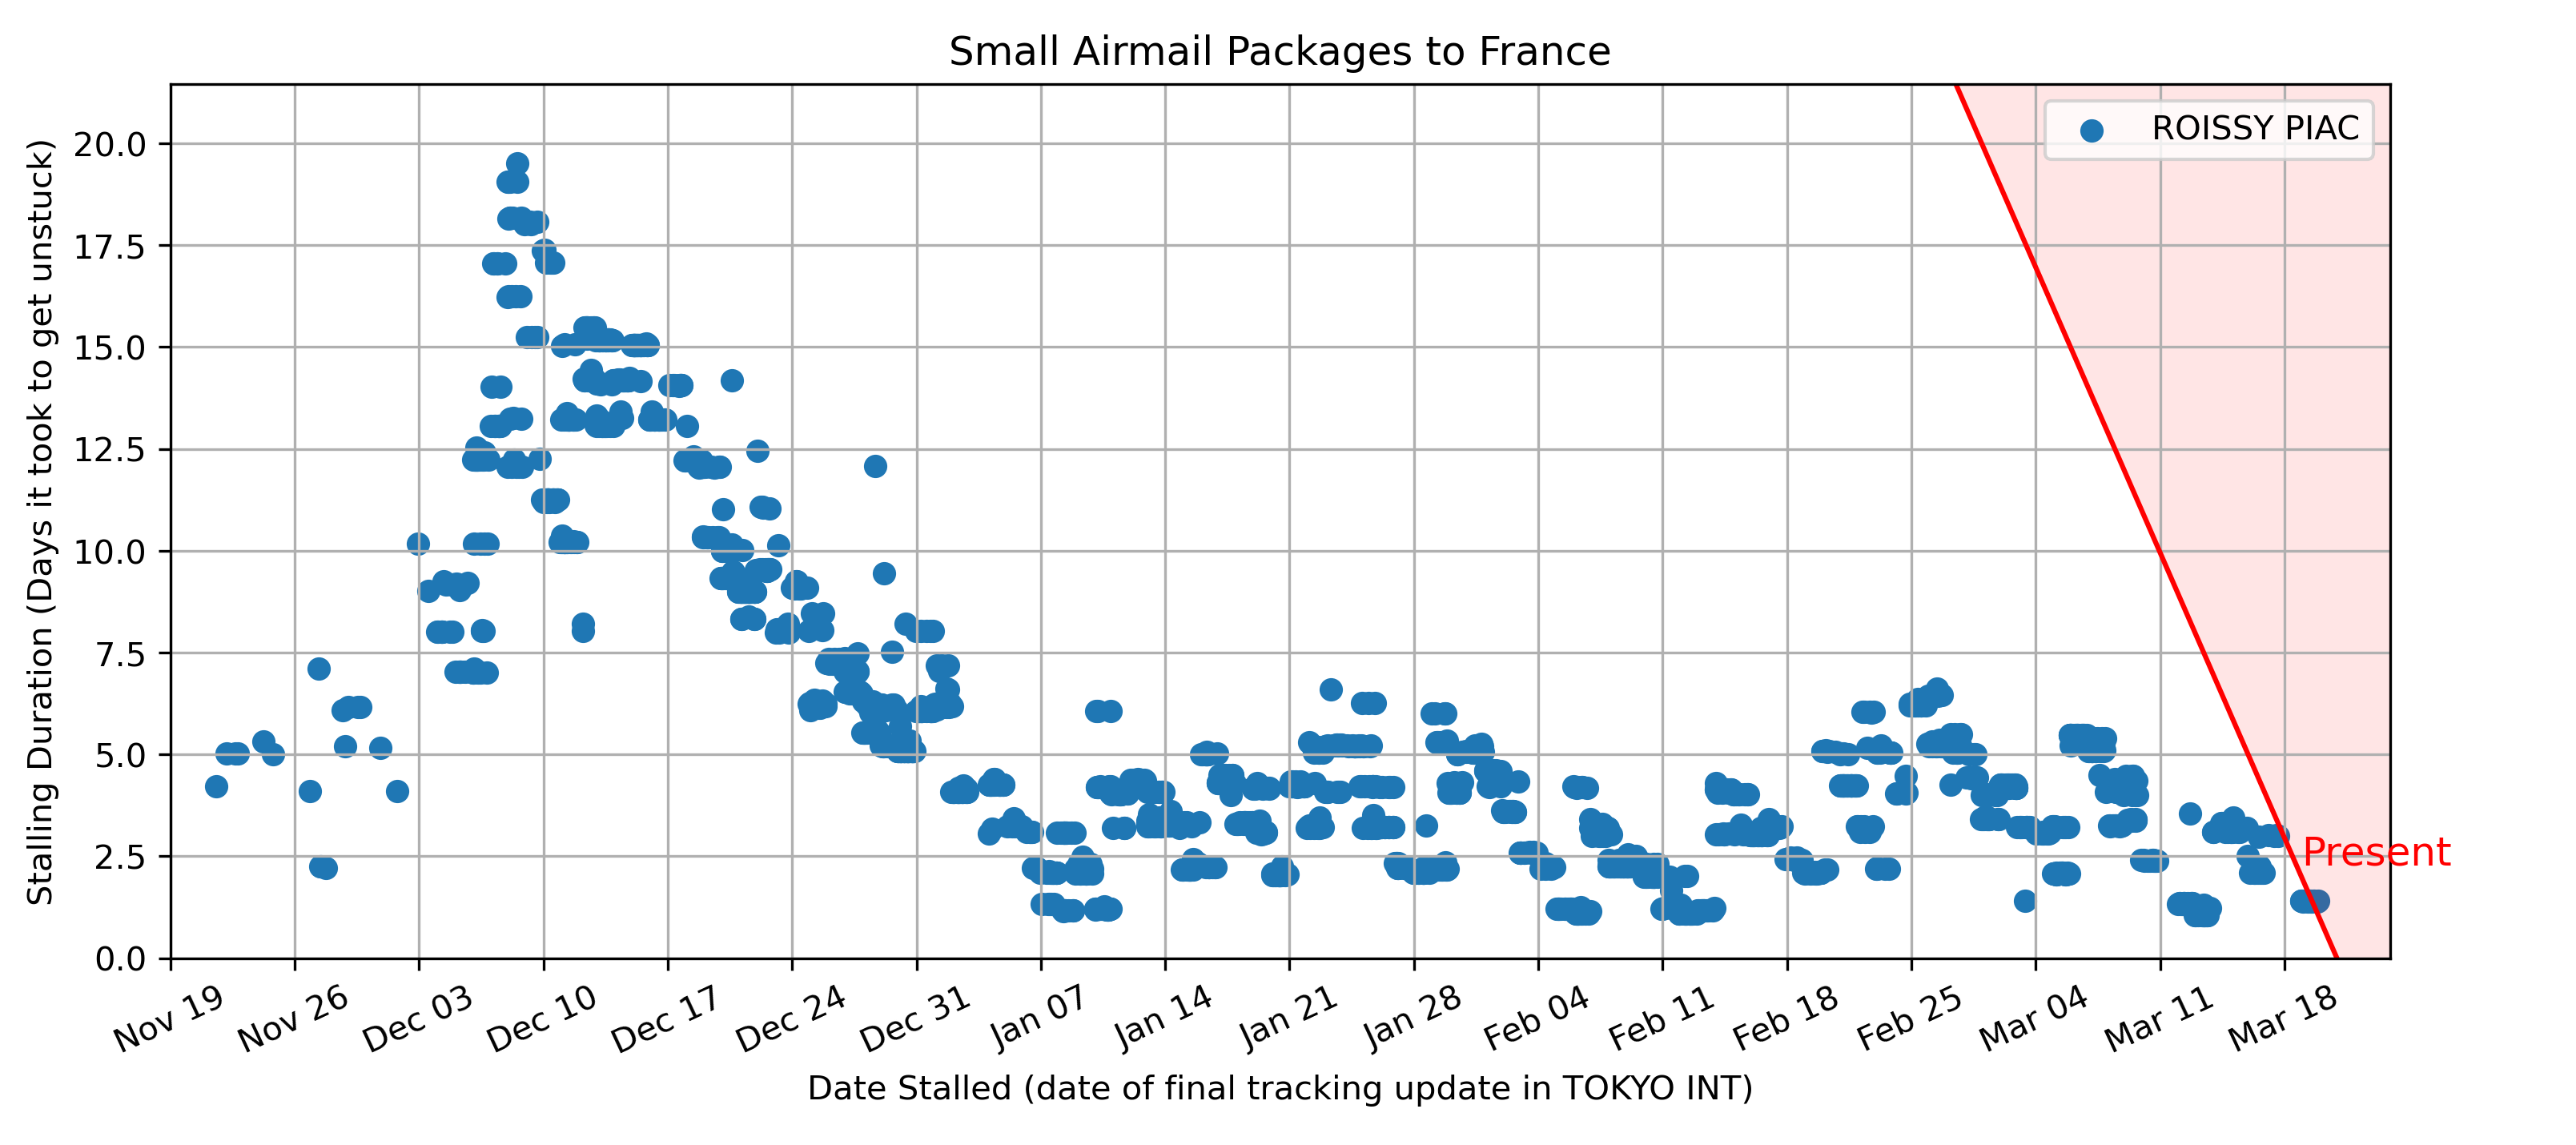 Small Airmail Packages to France
ROISSY PIAC
Stalling Duration (Days it took to get unstuck)
20.0
17.5
15.0
12.5
10.0
7.5
5.0
2.5
0.0
Present
Nov 19 Nov 26 Dec 03 Dec 10 Dec 17 Dec 24 Dec 31 Jan 07 Jan 14 Jan 21 Jan 28 Feb 04 Feb 11 Feb 18 Feb 25 Mar 04 Mar 11 Mar 18
Date Stalled (date of final tracking update in TOKYO INT)